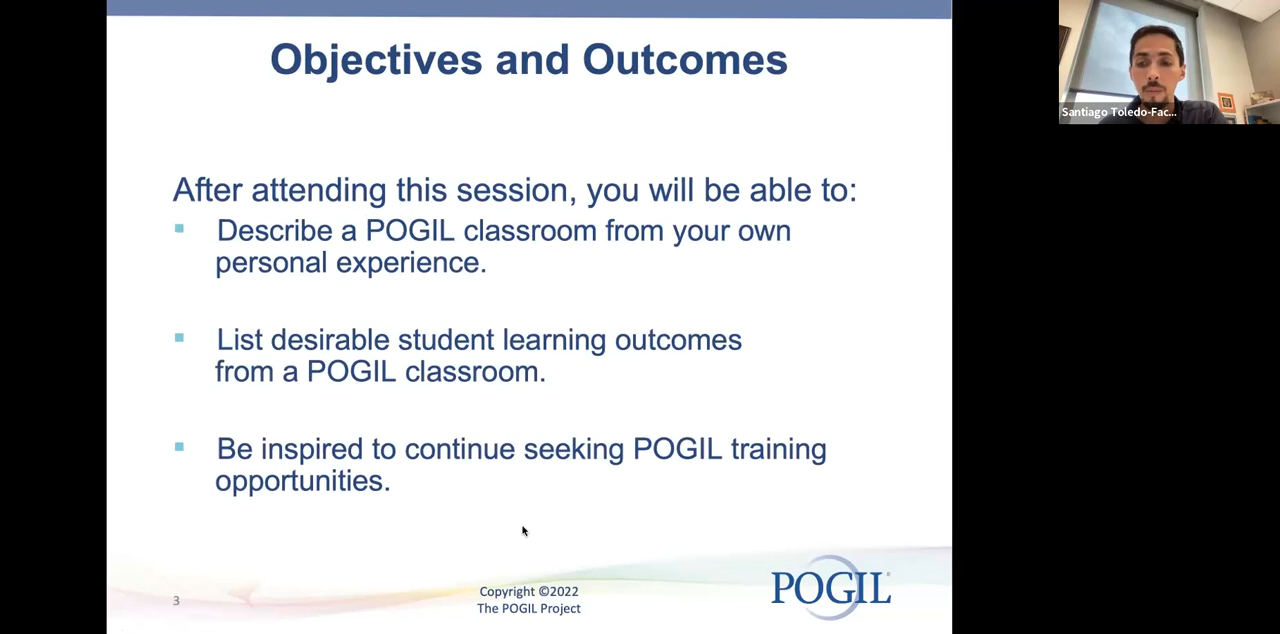 Objectives and Outcomes
Santiago Toledo-Fac...
After attending this session, you will be able to:
Describe a POGIL classroom from your own
personal experience.
List desirable student learning outcomes
from a POGIL classroom.
Be inspired to continue seeking POGIL training
opportunities.
3
Copyright ©2022
The POGIL Project
POGIL